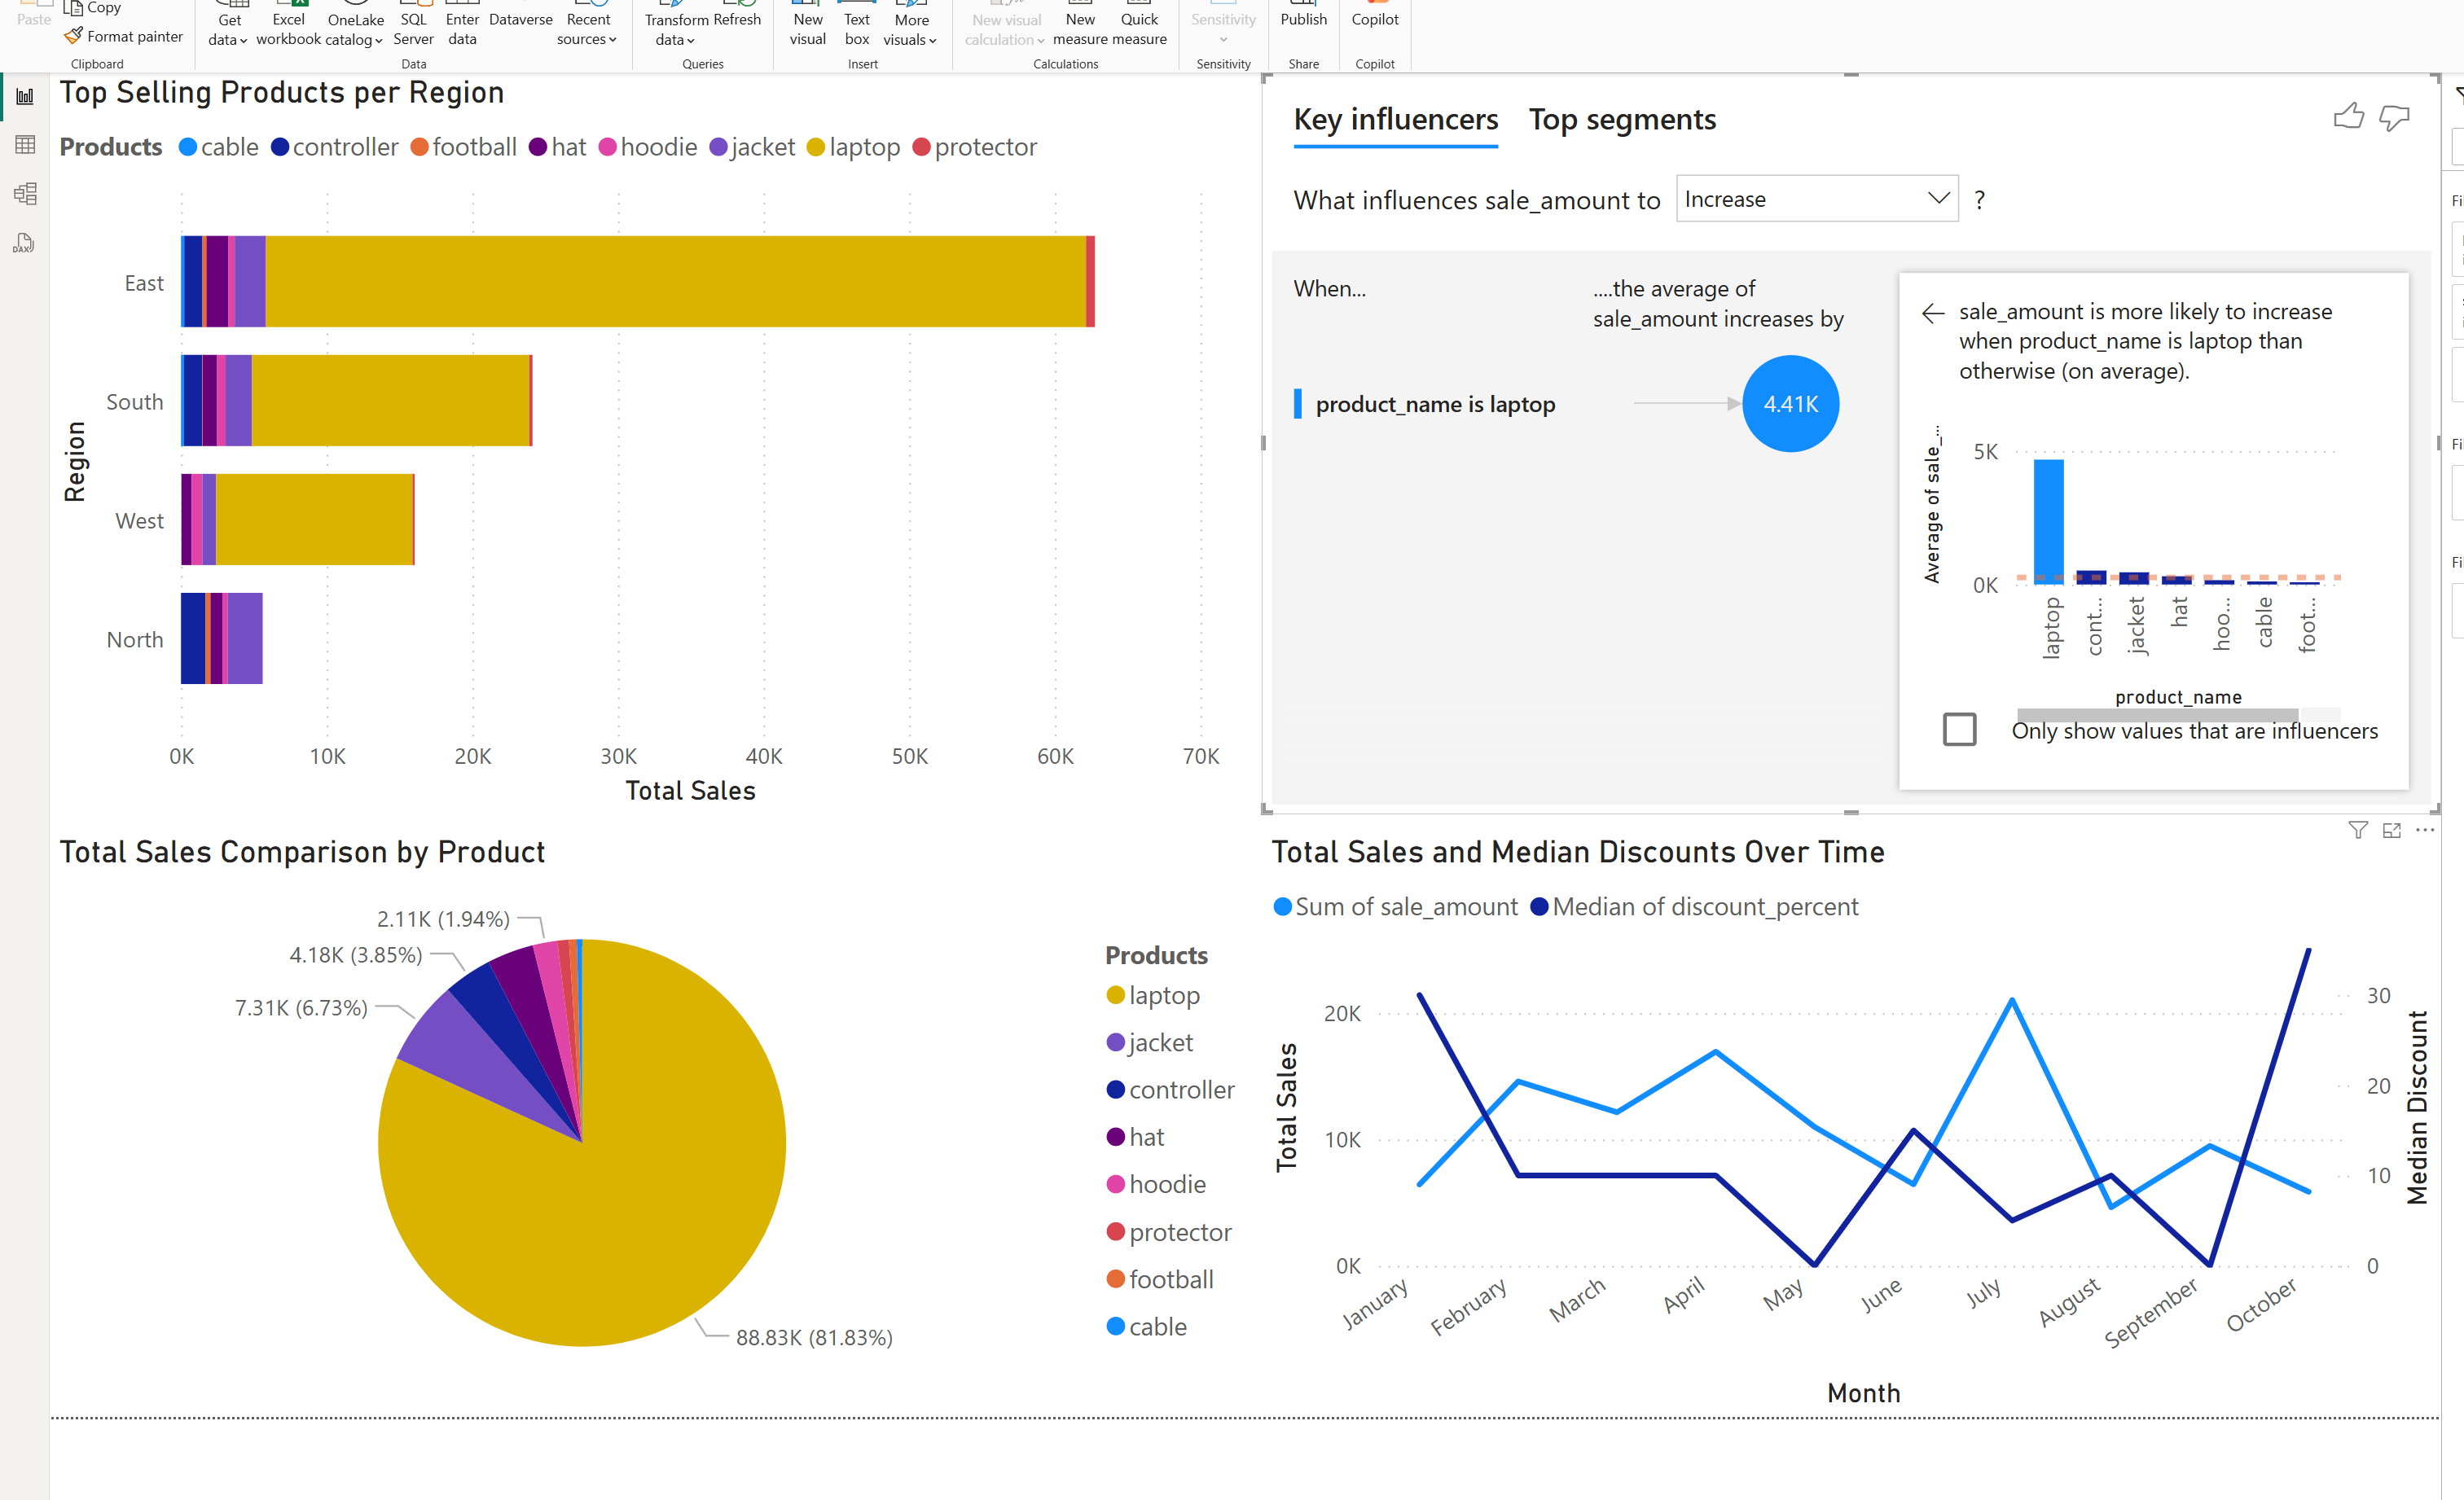 Paste
Copy
Format painter
Clipboard
Get data
Excel workbook
OneLake catalog
SQL Server
Enter data
Dataverse
Recent sources
Data
Transform data
Refresh
Queries
New visual
Text box
More visuals
Insert
New visual calculation
New measure
Quick measure
Calculations
Sensitivity
Sensitivity
Publish
Share
Copilot
Copilot
DAX
Top Selling Products per Region
Products cable controller football hat hoodie jacket laptop protector
Region
East
South
West
North
0K 10K 20K 30K 40K 50K 60K 70K
Total Sales
Key influencers Top segments
What influences sale_amount to Increase ?
When...
....the average of
sale_amount increases by
product_name is laptop
4.41K
sale_amount is more likely to increase
when product_name is laptop than
otherwise (on average).
Average of sale_...
5K
0K
laptop
cont...
jacket
hat
hoo...
cable
foot...
product_name
Only show values that are influencers
Total Sales Comparison by Product
2.11K (1.94%)
4.18K (3.85%)
7.31K (6.73%)
88.83K (81.83%)
Products
laptop
jacket
controller
hat
hoodie
protector
football
cable
Total Sales and Median Discounts Over Time
Sum of sale_amount Median of discount_percent
Total Sales
20K
10K
0K
30
20
10
0
Median Discount
January
February
March
April
May
June
July
August
September
October
Month